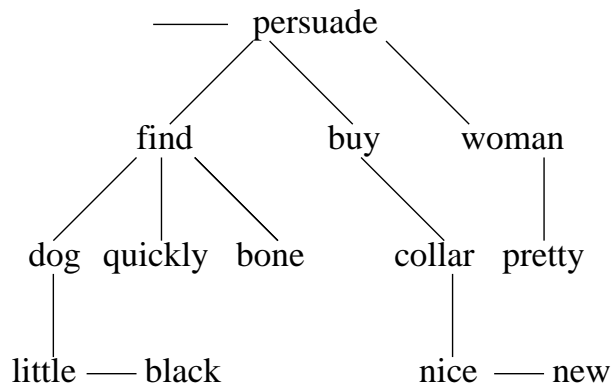 persuade
find buy woman
dog quickly bone collar pretty
little black nice new